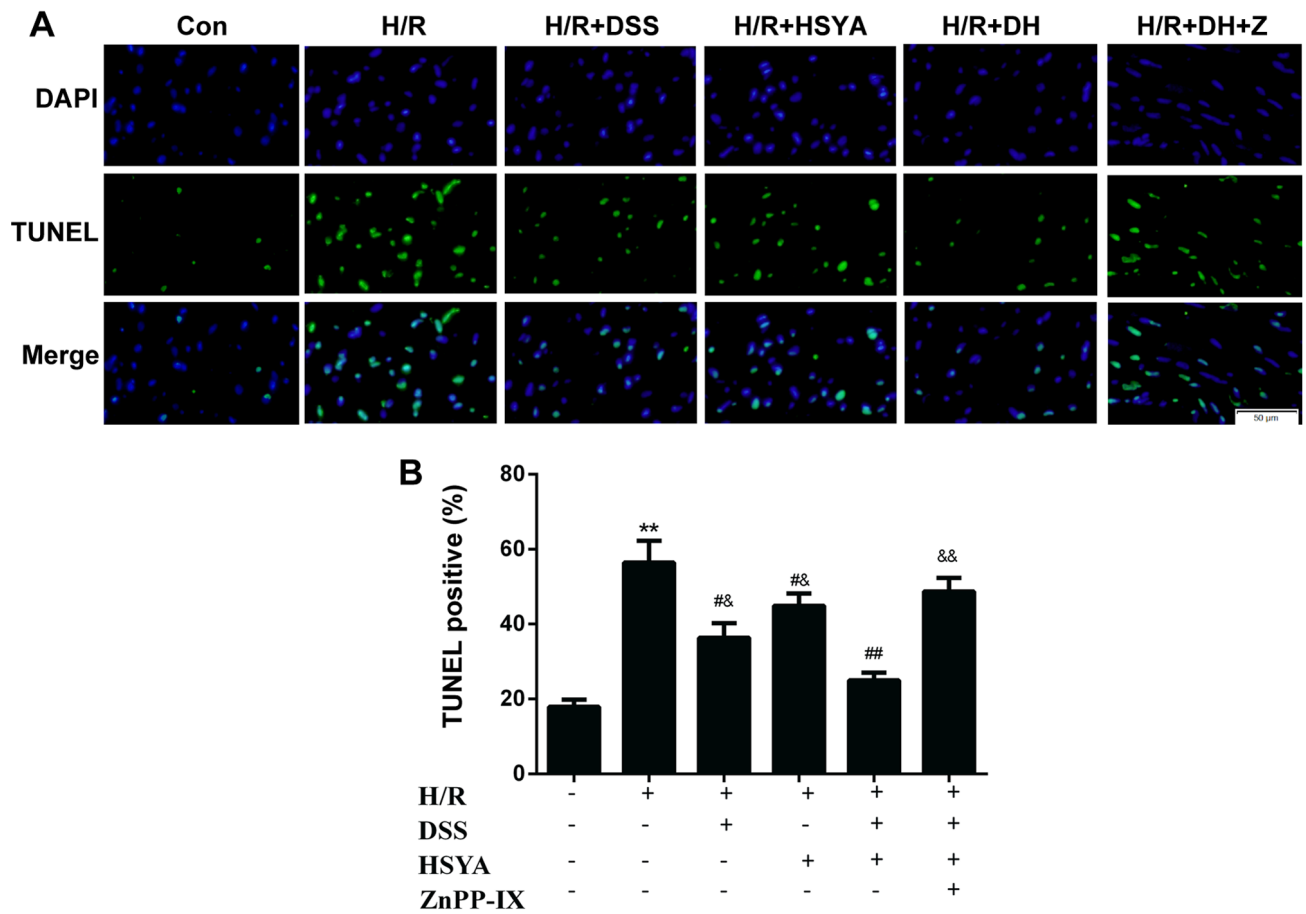 A
Con H/R H/R+DSS H/R+HSYA H/R+DH H/R+DH+Z
DAPI
TUNEL
Merge
50 µm
B
TUNEL positive (%)
80
60
40
20
0
**
#&
#&
##
&&
H/R - + + + + +
DSS - - + - + +
HSYA - - - + + +
ZnPP-IX - - - - - +